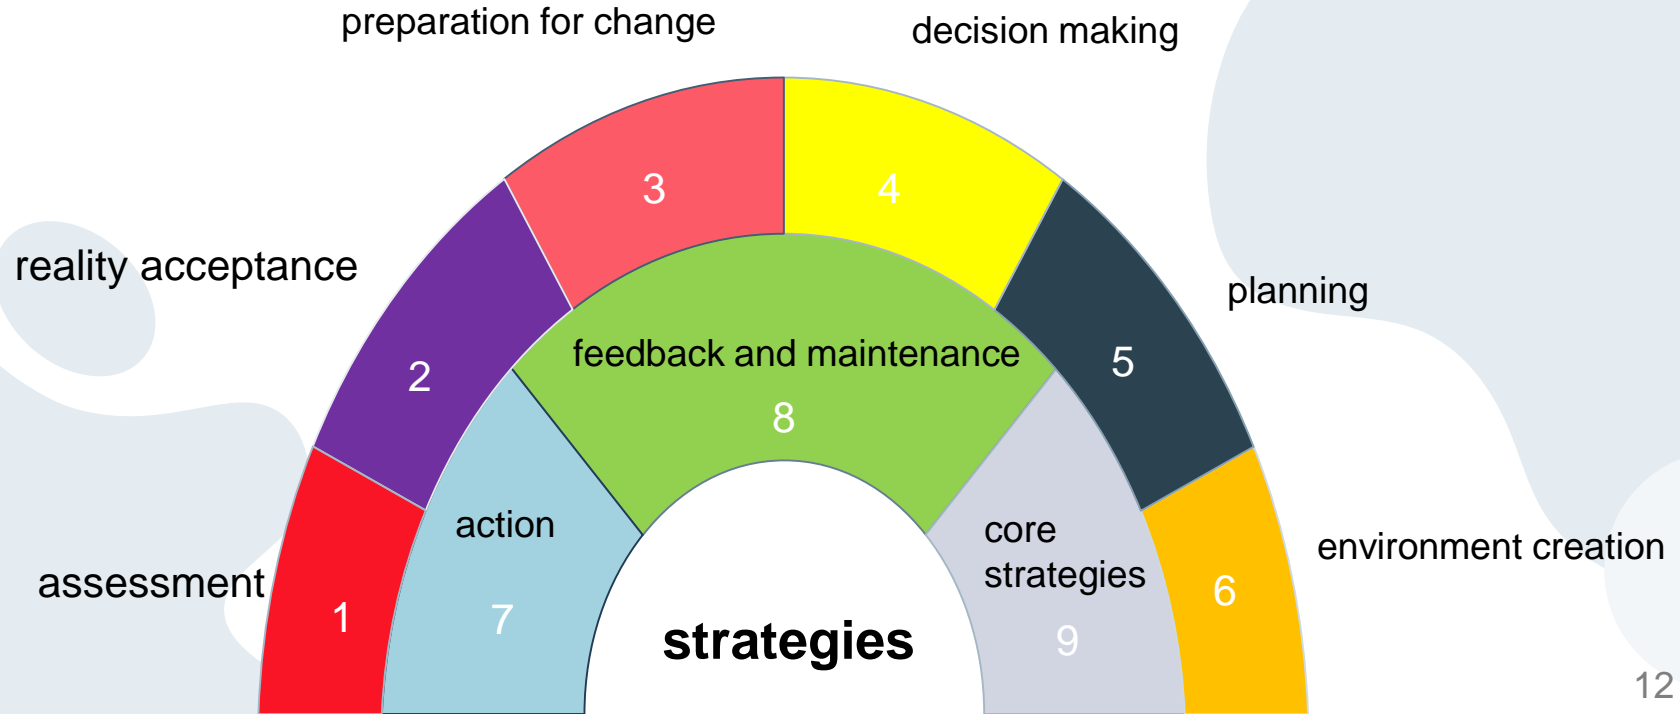 preparation for change
decision making
3
4
reality acceptance
planning
2
feedback and maintenance
8
5
action
7
core
strategies
9
environment creation
assessment
1
6
strategies
12